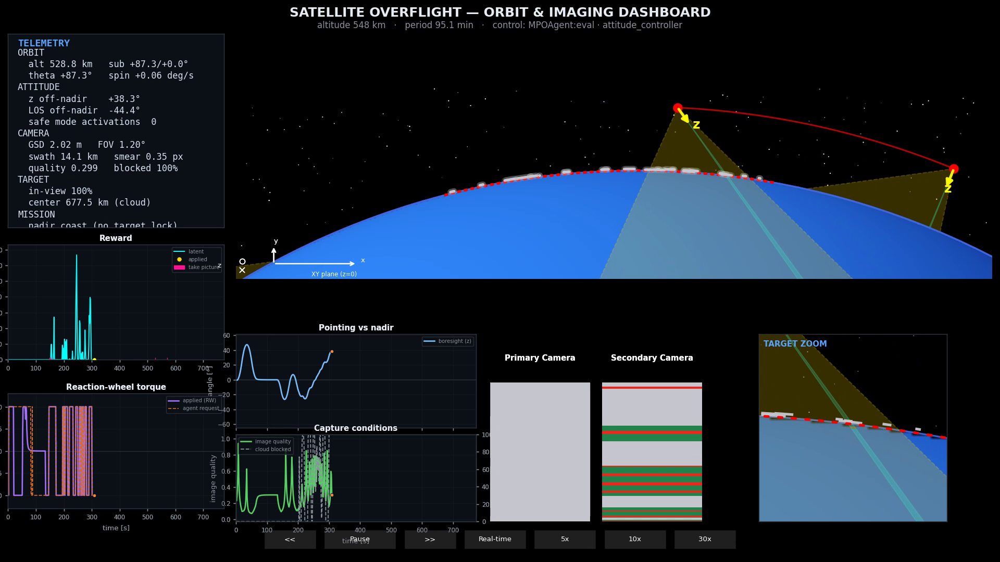 SATELLITE OVERFLIGHT — ORBIT & IMAGING DASHBOARD
altitude 548 km · period 95.1 min · control: MPOAgent:eval · attitude_controller
TELEMETRY
ORBIT
alt 528.8 km sub +87.3/+0.0°
theta +87.3° spin +0.06 deg/s
ATTITUDE
z off-nadir +38.3°
LOS off-nadir -44.4°
safe mode activations 0
CAMERA
GSD 2.02 m FOV 1.20°
swath 14.1 km smear 0.35 px
quality 0.299 blocked 100%
TARGET
in-view 100%
center 677.5 km (cloud)
MISSION
nadir coast (no target lock)
z
z
y
x
z
XY plane (z=0)
Reward
latent
applied
take picture
0 100 200 300 400 500 600 700
Reaction-wheel torque
applied (RW)
agent request
0 100 200 300 400 500 600 700
time [s]
Pointing vs nadir
boresight (z)
angle [°]
60
40
20
0
−20
−40
−60
Capture conditions
image quality
cloud blocked
image quality
1.0
0.8
0.6
0.4
0.2
0.0
100
80
60
40
20
0
0 100 200 300 400 500 600 700
time [s]
Primary Camera
Secondary Camera
TARGET ZOOM
<<
Pause
>>
Real-time
5x
10x
30x